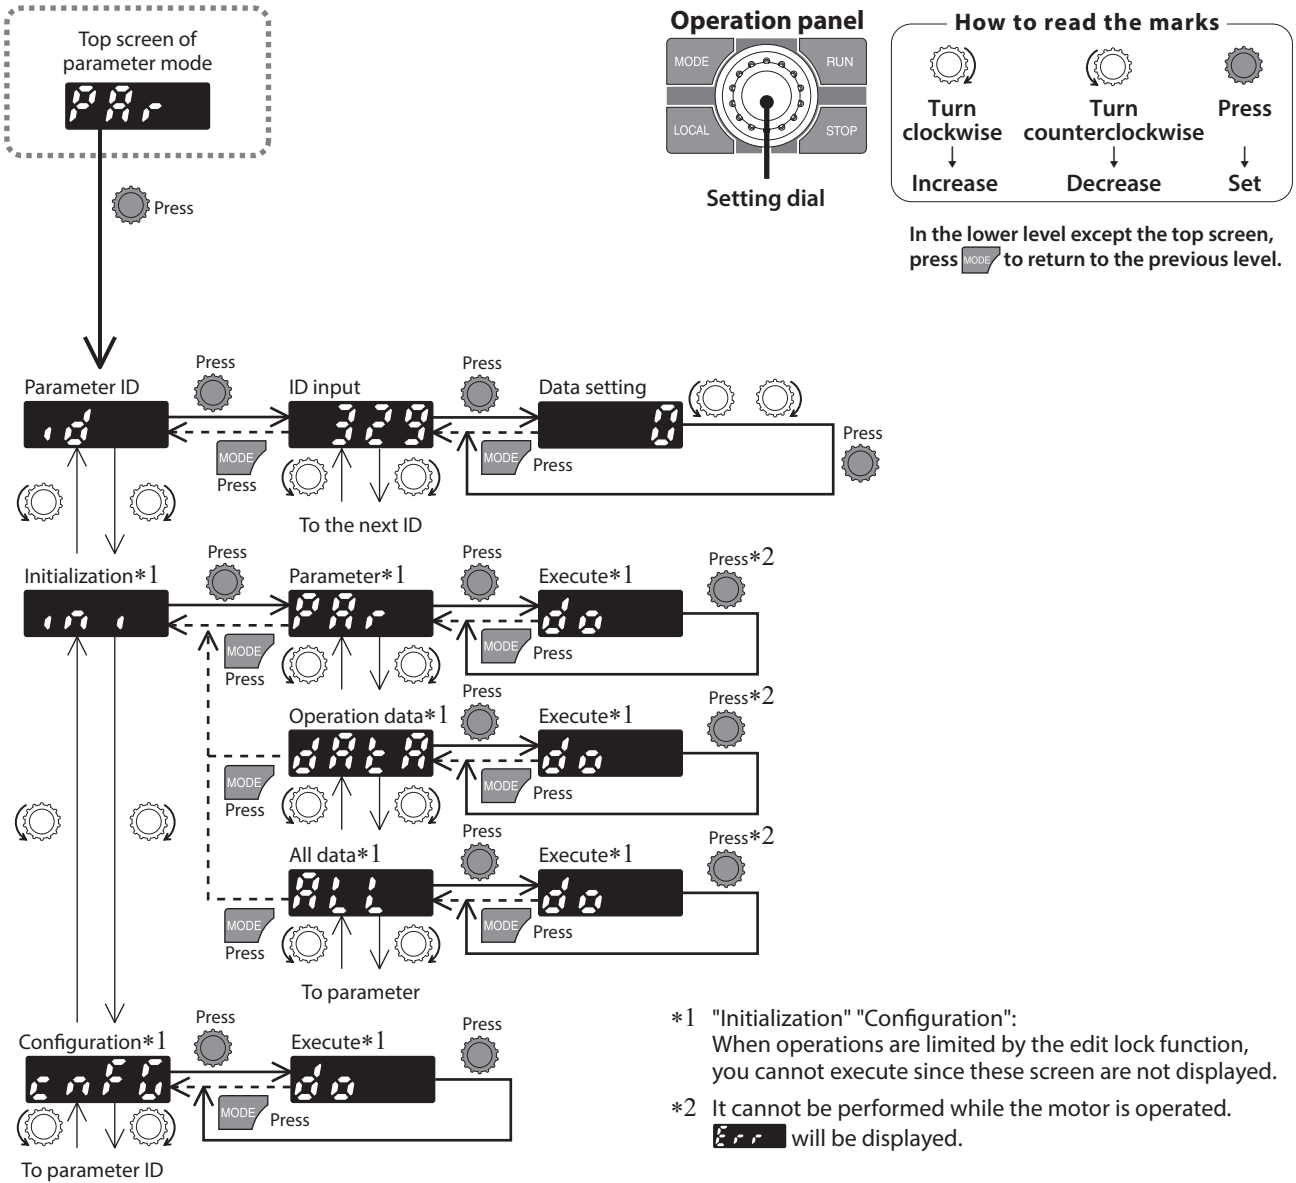 Top screen of
parameter mode
PAr
Press
Operation panel
MODE
RUN
LOCAL
STOP
Setting dial
How to read the marks
Turn
clockwise
↓
Increase
Turn
counterclockwise
↓
Decrease
Press
↓
Set
In the lower level except the top screen,
press MODE to return to the previous level.
Parameter ID
id
Press
MODE
Press
ID input
329
To the next ID
Press
MODE
Press
Data setting
0
Press
Initialization*1
ini
Press
MODE
Press
Parameter*1
PAr
Press
MODE
Press
Execute*1
do
Press*2
MODE
Press
Operation data*1
dAtA
Press
MODE
Press
Execute*1
do
Press*2
MODE
Press
All data*1
ALL
Press
MODE
Press
Execute*1
do
Press*2
To parameter
Configuration*1
cnFG
Press
MODE
Press
Execute*1
do
Press
To parameter ID
*1 "Initialization" "Configuration":
When operations are limited by the edit lock function,
you cannot execute since these screen are not displayed.
*2 It cannot be performed while the motor is operated.
Err will be displayed.